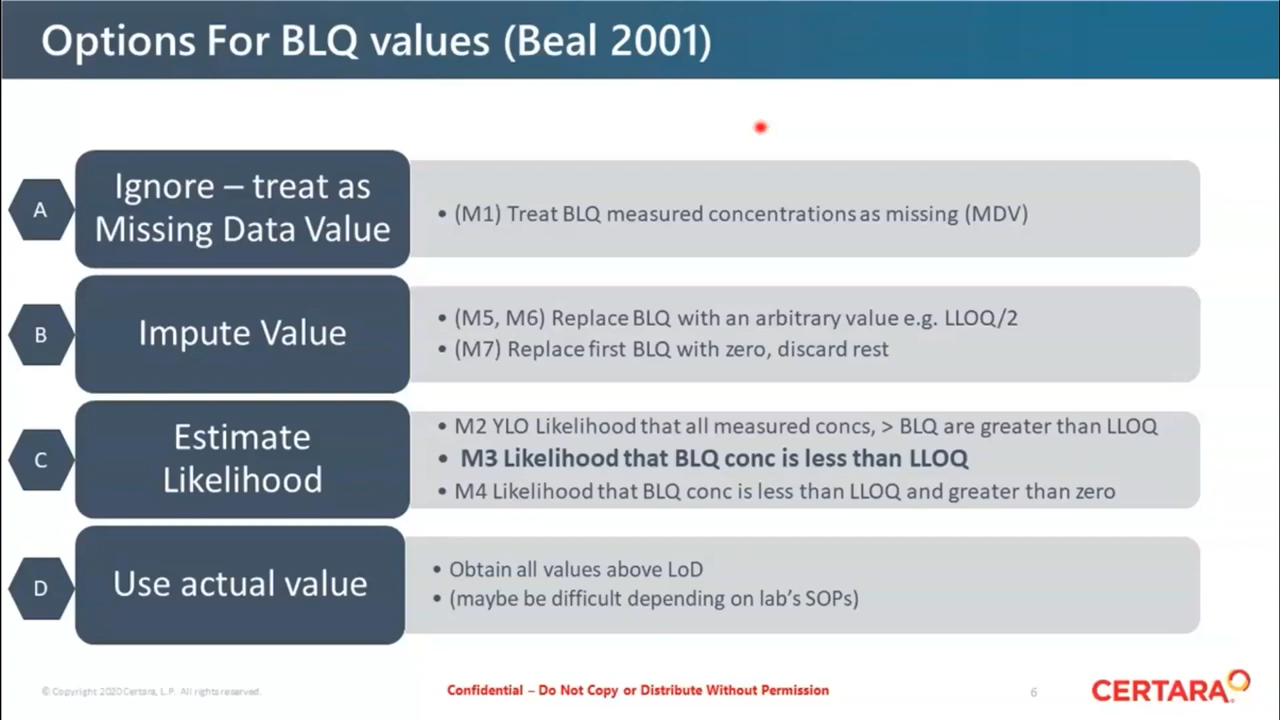 Options For BLQ values (Beal 2001)
A
Ignore – treat as
Missing Data Value
• (M1) Treat BLQ measured concentrations as missing (MDV)
B
Impute Value
• (M5, M6) Replace BLQ with an arbitrary value e.g. LLOQ/2
• (M7) Replace first BLQ with zero, discard rest
C
Estimate
Likelihood
• M2 YLO Likelihood that all measured concs, > BLQ are greater than LLOQ
• M3 Likelihood that BLQ conc is less than LLOQ
• M4 Likelihood that BLQ conc is less than LLOQ and greater than zero
D
Use actual value
• Obtain all values above LoD
• (maybe be difficult depending on lab's SOPs)
© Copyright 2020 Certara, L.P. All rights reserved.
Confidential – Do Not Copy or Distribute Without Permission
6
CERTARA